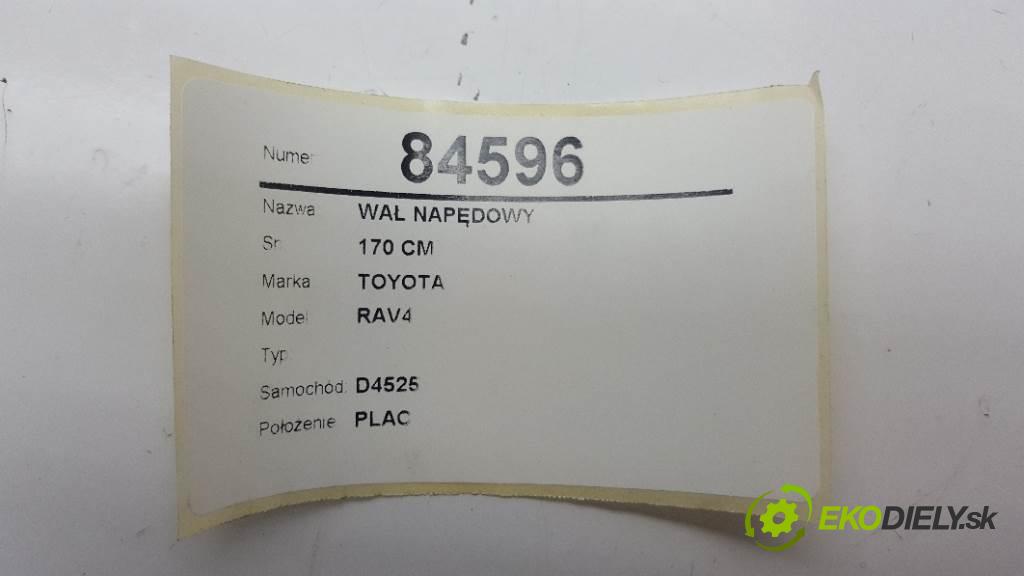 Numer 84596
Nazwa WAŁ NAPĘDOWY
Sr. 170 CM
Marka TOYOTA
Model RAV4
Typ
Samochód: D4525
Położenie PLAC
EKODIELY.sk